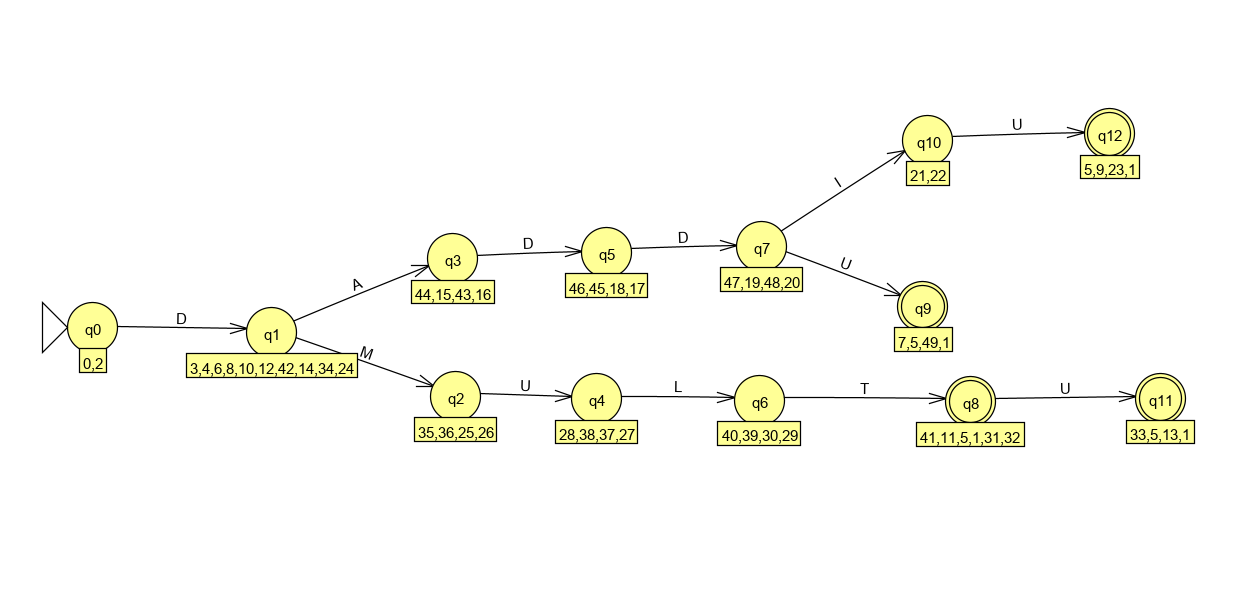 U
q10
q12
21,22
5,9,23,1
I
D
D
q3
q5
q7
U
A
44,15,43,16
46,45,18,17
47,19,48,20
D
q0
q1
q9
0,2
3,4,6,8,10,12,42,14,34,24
7,5,49,1
M
U
L
T
U
q2
q4
q6
q8
q11
35,36,25,26
28,38,37,27
40,39,30,29
41,11,5,1,31,32
33,5,13,1